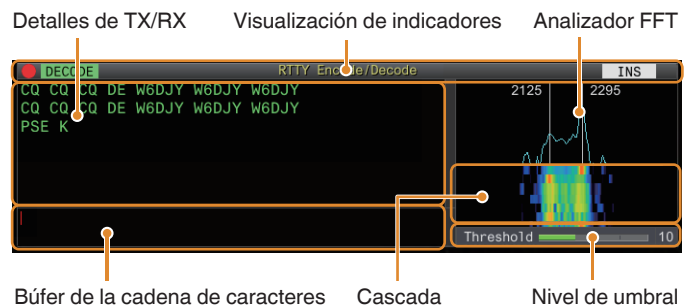 Detalles de TX/RX Visualización de indicadores Analizador FFT
DECODE RTTY Encode/Decode INS
CQ CQ CQ DE W6DJY W6DJY W6DJY
CQ CQ CQ DE W6DJY W6DJY W6DJY
PSE K
2125 2295
Threshold 10
Búfer de la cadena de caracteres Cascada Nivel de umbral